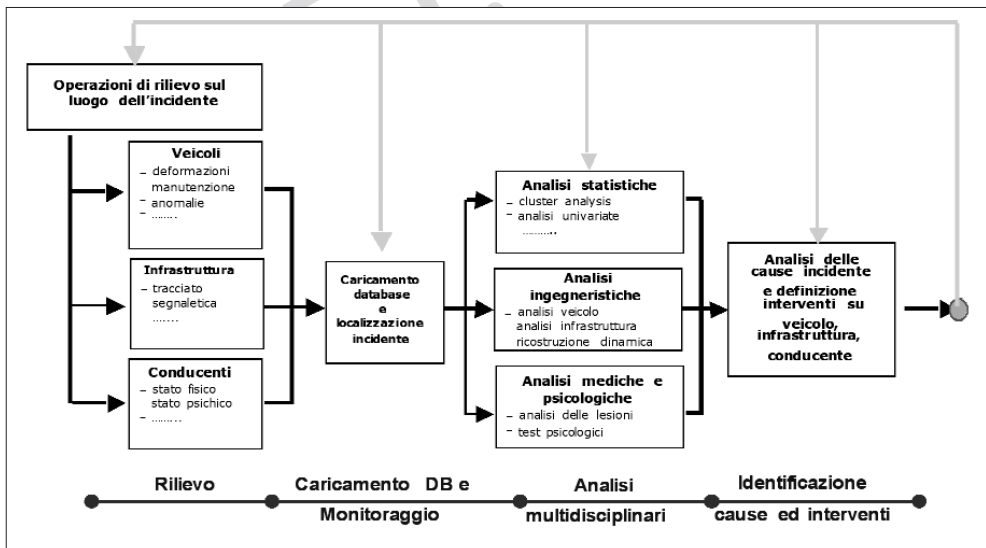 Operazioni di rilievo sul
luogo dell'incidente
Veicoli
– deformazioni
manutenzione
– anomalie
– ........
Infrastruttura
– tracciato
segnaletica
– .......
Conducenti
– stato fisico
stato psichico
– ........
Caricamento
database
e
localizzazione
incidente
Analisi statistiche
– cluster analysis
– analisi univariate
..........
Analisi
ingegneristiche
– analisi veicolo
analisi infrastruttura
ricostruzione dinamica
Analisi mediche e
psicologiche
– analisi delle lesioni
– test psicologici
Analisi delle
cause incidente
e definizione
interventi su
veicolo,
infrastruttura,
conducente
Rilievo
Caricamento DB e
Monitoraggio
Analisi
multidisciplinari
Identificazione
cause ed interventi